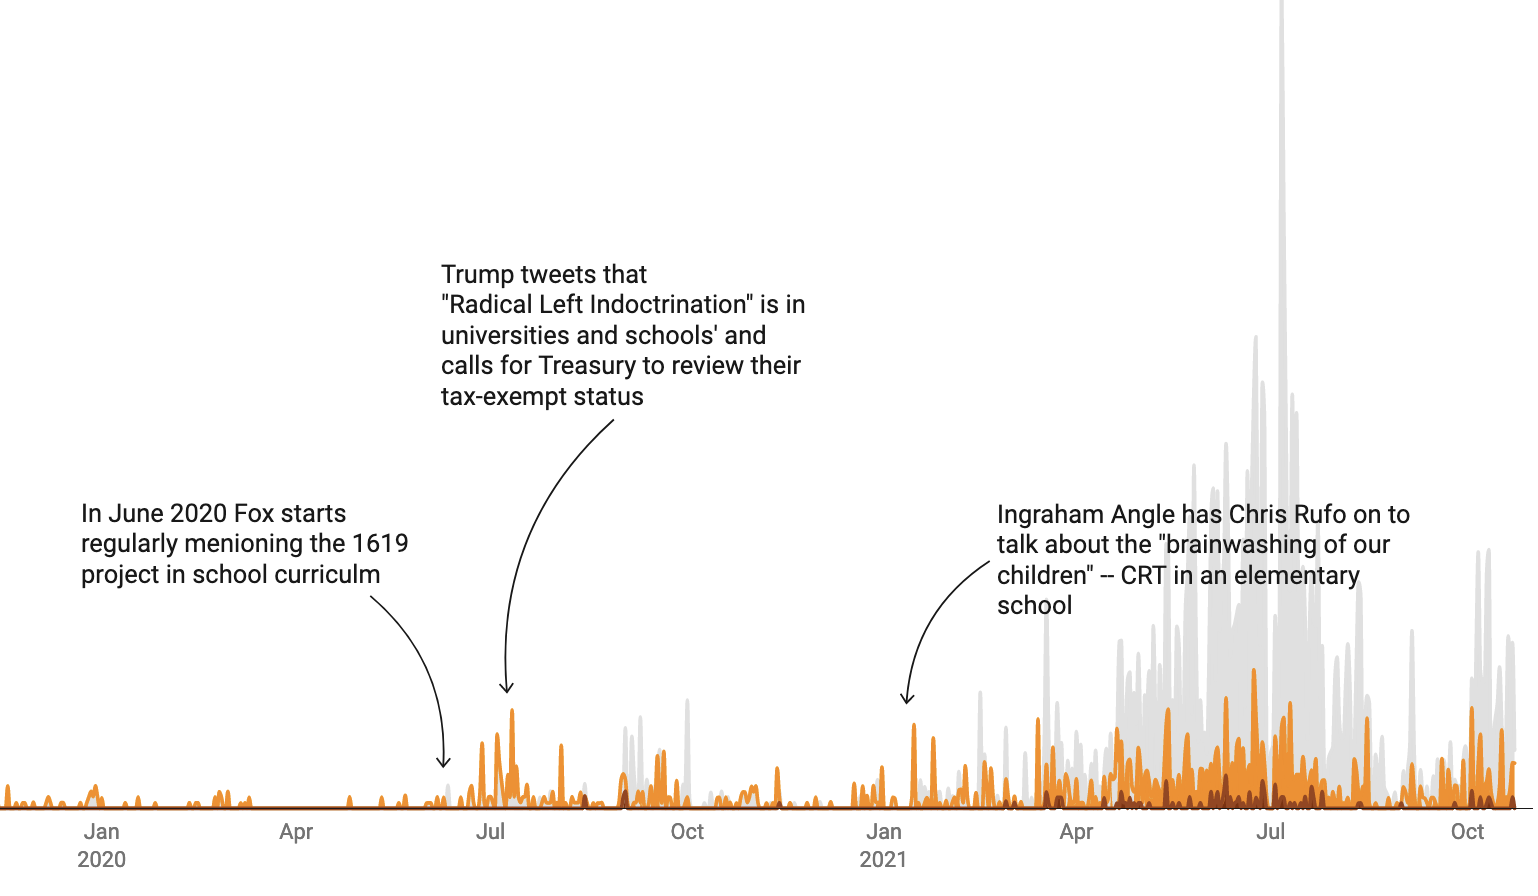 Trump tweets that
"Radical Left Indoctrination" is in
universities and schools' and
calls for Treasury to review their
tax-exempt status
In June 2020 Fox starts
regularly menioning the 1619
project in school curriculm
Ingraham Angle has Chris Rufo on to
talk about the "brainwashing of our
children" -- CRT in an elementary
school
Jan Apr Jul Oct Jan Apr Jul Oct
2020 2021